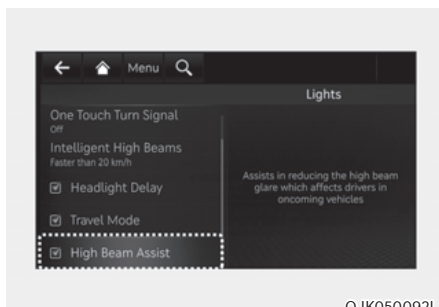 Menu
Lights
One Touch Turn Signal
Off
Intelligent High Beams
Faster than 20 km/h
Headlight Delay
Travel Mode
High Beam Assist
Assists in reducing the high beam
glare which affects drivers in
oncoming vehicles
OJK050092L